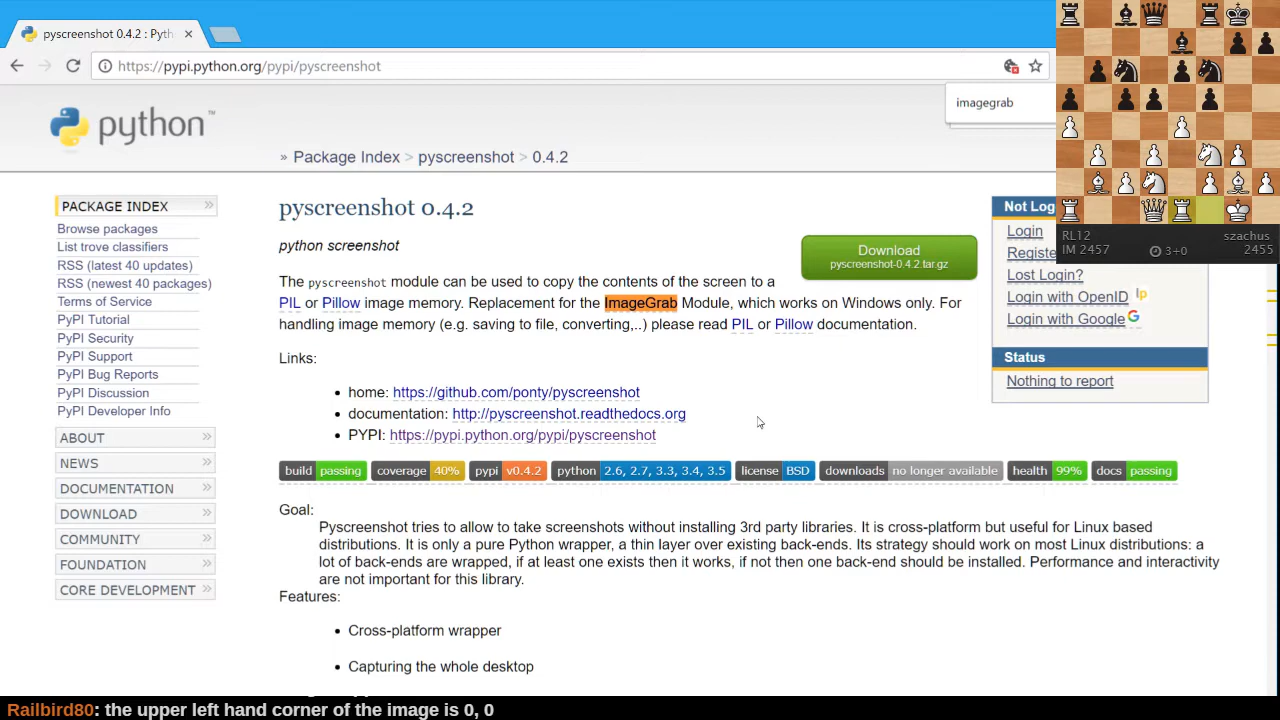 pyscreenshot 0.4.2 : Pyth
https://pypi.python.org/pypi/pyscreenshot
imagegrab
python™
» Package Index > pyscreenshot > 0.4.2
PACKAGE INDEX »
Browse packages
List trove classifiers
RSS (latest 40 updates)
RSS (newest 40 packages)
Terms of Service
PyPI Tutorial
PyPI Security
PyPI Support
PyPI Bug Reports
PyPI Discussion
PyPI Developer Info
ABOUT »
NEWS »
DOCUMENTATION »
DOWNLOAD »
COMMUNITY »
FOUNDATION »
CORE DEVELOPMENT »
pyscreenshot 0.4.2
python screenshot
Download
pyscreenshot-0.4.2.tar.gz
The pyscreenshot module can be used to copy the contents of the screen to a
PIL or Pillow image memory. Replacement for the ImageGrab Module, which works on Windows only. For
handling image memory (e.g. saving to file, converting,..) please read PIL or Pillow documentation.
Links:
• home: https://github.com/ponty/pyscreenshot
• documentation: http://pyscreenshot.readthedocs.org
• PYPI: https://pypi.python.org/pypi/pyscreenshot
build passing coverage 40% pypi v0.4.2 python 2.6, 2.7, 3.3, 3.4, 3.5 license BSD downloads no longer available health 99% docs passing
Goal:
Pyscreenshot tries to allow to take screenshots without installing 3rd party libraries. It is cross-platform but useful for Linux based
distributions. It is only a pure Python wrapper, a thin layer over existing back-ends. Its strategy should work on most Linux distributions: a
lot of back-ends are wrapped, if at least one exists then it works, if not then one back-end should be installed. Performance and interactivity
are not important for this library.
Features:
• Cross-platform wrapper
• Capturing the whole desktop
Not Log
Login
Registe
Lost Login?
Login with OpenID
Login with Google
Status
Nothing to report
RL12
IM 2457
3+0
szachus
2455
Railbird80: the upper left hand corner of the image is 0, 0